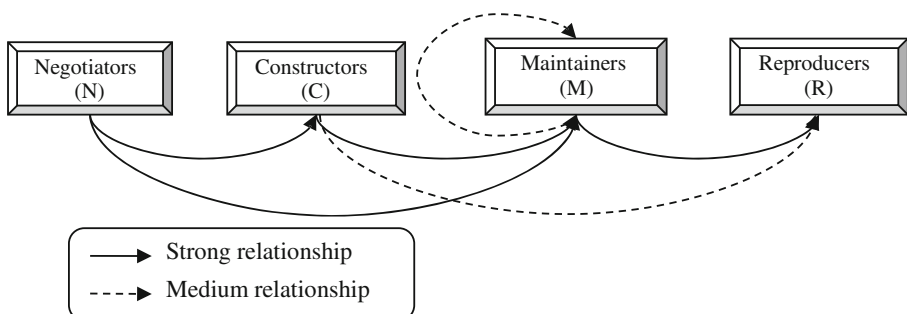 Negotiators
(N)
Constructors
(C)
Maintainers
(M)
Reproducers
(R)
Strong relationship
Medium relationship